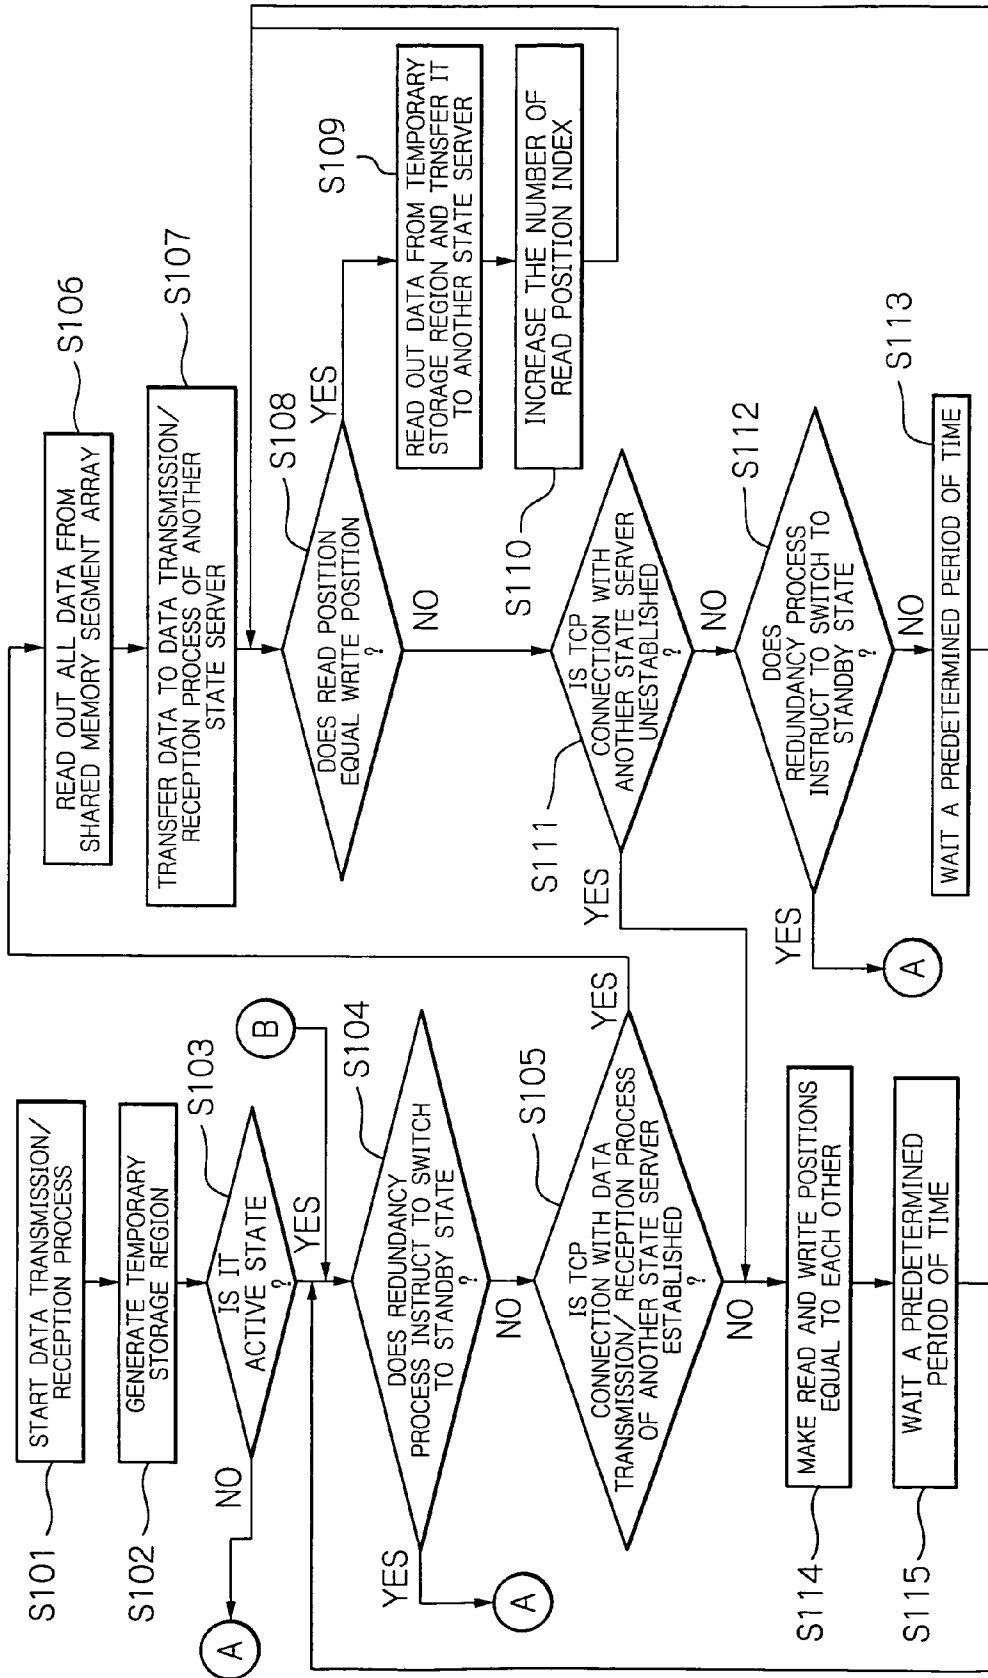 S101
START DATA TRANSMISSION/
RECEPTION PROCESS
S102
GENERATE TEMPORARY
STORAGE REGION
S103
IS IT
ACTIVE STATE
?
NO
A
YES
B
S104
DOES REDUNDANCY
PROCESS INSTRUCT TO SWITCH
TO STANDBY STATE
?
YES
A
NO
S105
IS TCP
CONNECTION WITH DATA
TRANSMISSION/ RECEPTION PROCESS
OF ANOTHER STATE SERVER
ESTABLISHED
?
YES
NO
S114
MAKE READ AND WRITE POSITIONS
EQUAL TO EACH OTHER
S115
WAIT A PREDETERMINED
PERIOD OF TIME
S106
READ OUT ALL DATA FROM
SHARED MEMORY SEGMENT ARRAY
S107
TRANSFER DATA TO DATA TRANSMISSION/
RECEPTION PROCESS OF ANOTHER
STATE SERVER
S108
DOES READ POSITION
EQUAL WRITE POSITION
?
YES
NO
S109
READ OUT DATA FROM TEMPORARY
STORAGE REGION AND TRNSFER IT
TO ANOTHER STATE SERVER
S110
INCREASE THE NUMBER OF
READ POSITION INDEX
S111
IS TCP
CONNECTION WITH
ANOTHER STATE SERVER
UNESTABLISHED
?
YES
NO
S112
DOES
REDUNDANCY PROCESS
INSTRUCT TO SWITCH TO
STANDBY STATE
?
YES
A
NO
S113
WAIT A PREDETERMINED PERIOD OF TIME